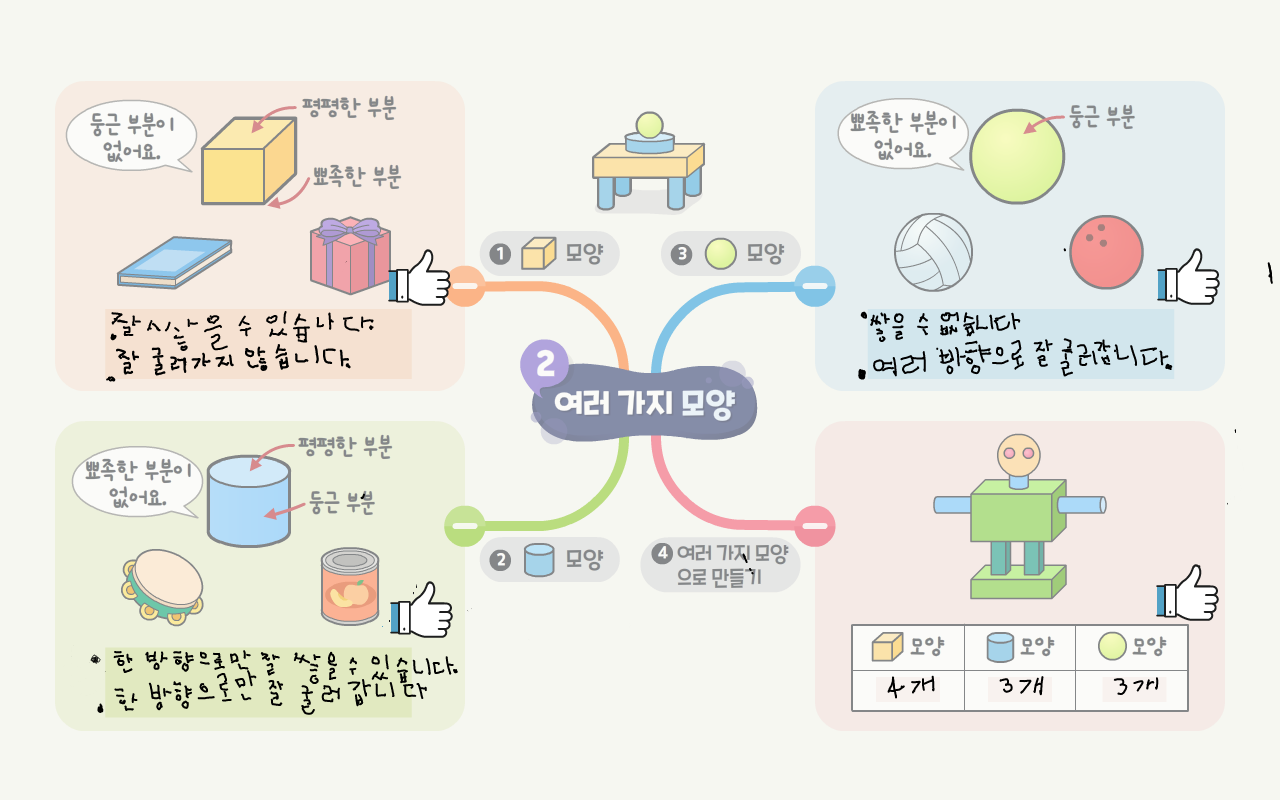 둥근 부분이
없어요.
평평한 부분
뾰족한 부분
잘 쌓을 수 있습니다.
잘 굴러가지 않습니다.
1 모양
3 모양
뾰족한 부분이
없어요.
둥근 부분
쌓을 수 없습니다
여러 방향으로 잘 굴러갑니다.
2
여러 가지 모양
뾰족한 부분이
없어요.
평평한 부분
둥근 부분
한 방향으로만 잘 쌓을 수 있습니다.
한 방향으로만 잘 굴러 갑니다
2 모양
4 여러 가지 모양
으로 만들기
모양 모양 모양
4개 3개 3개